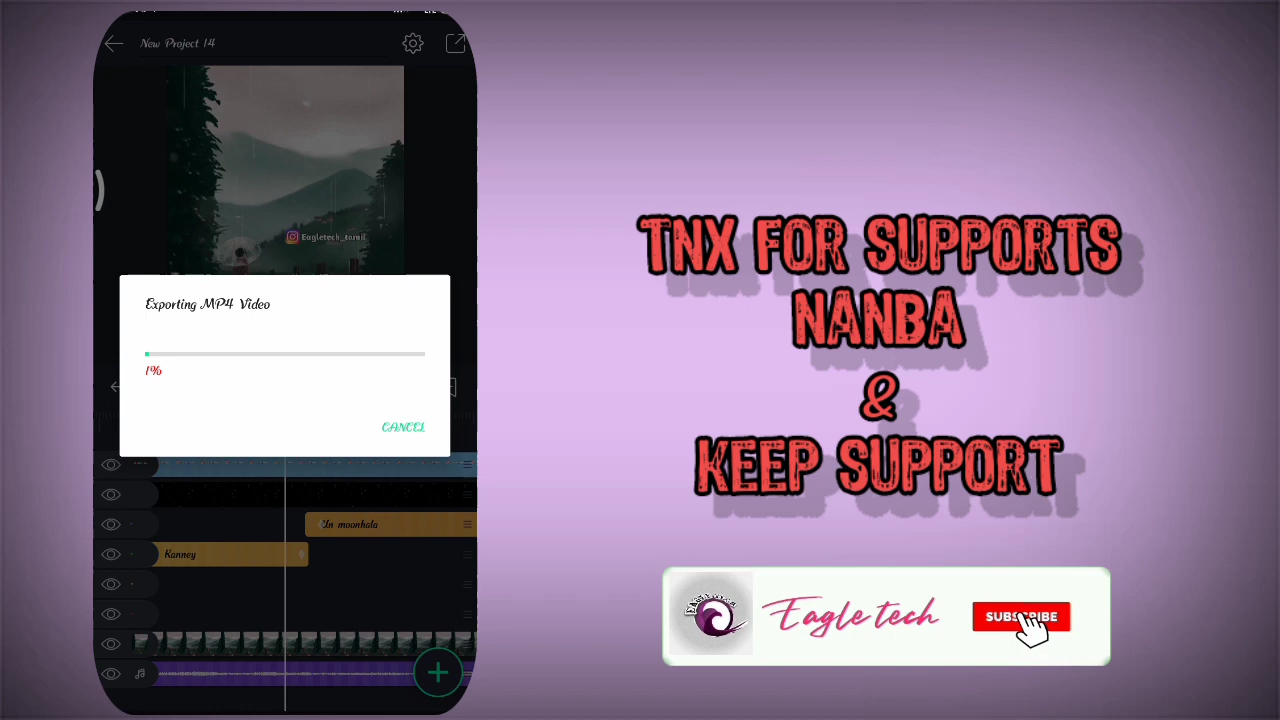 New Project 14
Eagletech_tamil
Exporting MP4 Video
1%
CANCEL
Un moonhala
Kanney
TNX FOR SUPPORTS
NANBA
&
KEEP SUPPORT
Eagle tech
SUBSCRIBE